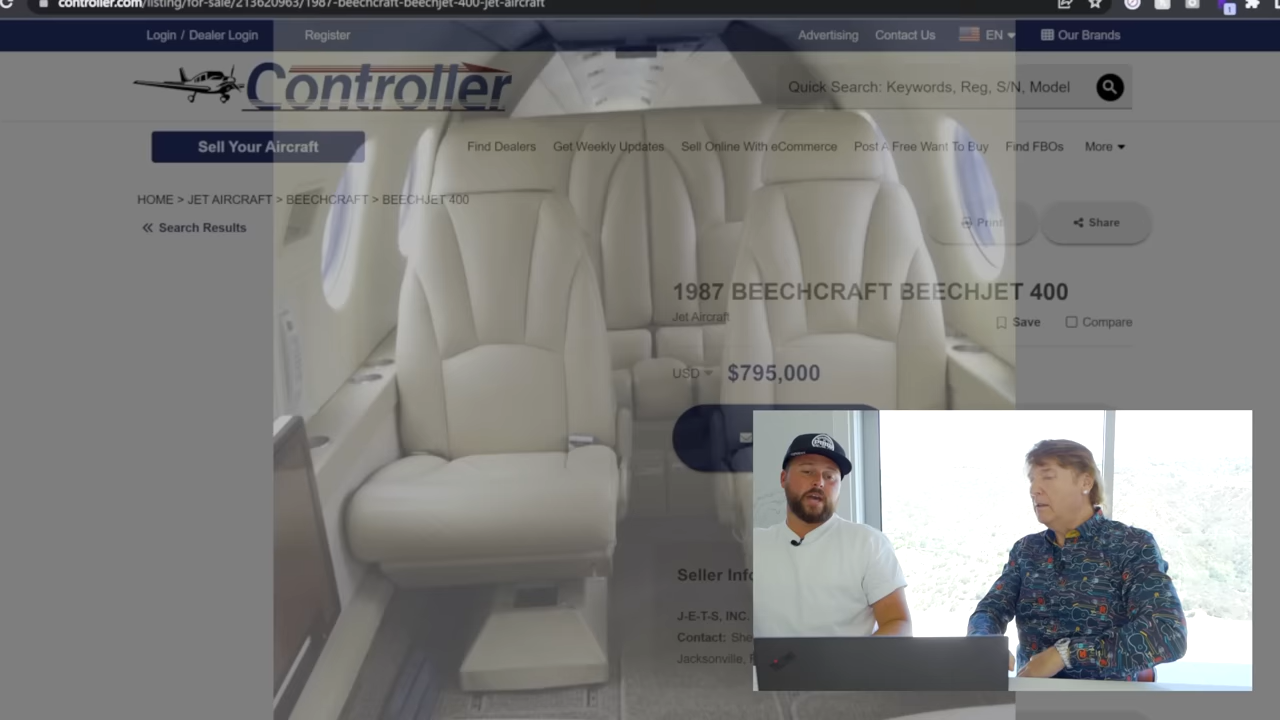 controller.com/listing/for-sale/213620963/1987-beechcraft-beechjet-400-jet-aircraft
Login / Dealer Login Register Advertising Contact Us EN Our Brands
Controller Quick Search: Keywords, Reg, S/N, Model
Sell Your Aircraft Find Dealers Get Weekly Updates Sell Online With eCommerce Post A Free Want To Buy Find FBOs More
HOME > JET AIRCRAFT > BEECHCRAFT > BEECHJET 400
Search Results Print Share
1987 BEECHCRAFT BEECHJET 400
Jet Aircraft Save Compare
USD $795,000
Seller
J-E-T-S, INC.
Contact:
Jacksonville,